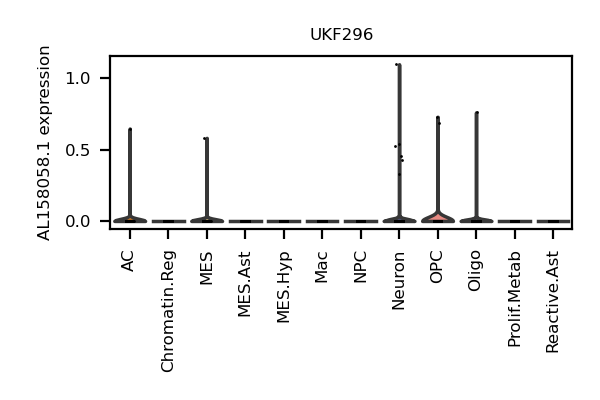 UKF296
AL158058.1 expression
1.0
0.5
0.0
AC
Chromatin.Reg
MES
MES.Ast
MES.Hyp
Mac
NPC
Neuron
OPC
Oligo
Prolif.Metab
Reactive.Ast